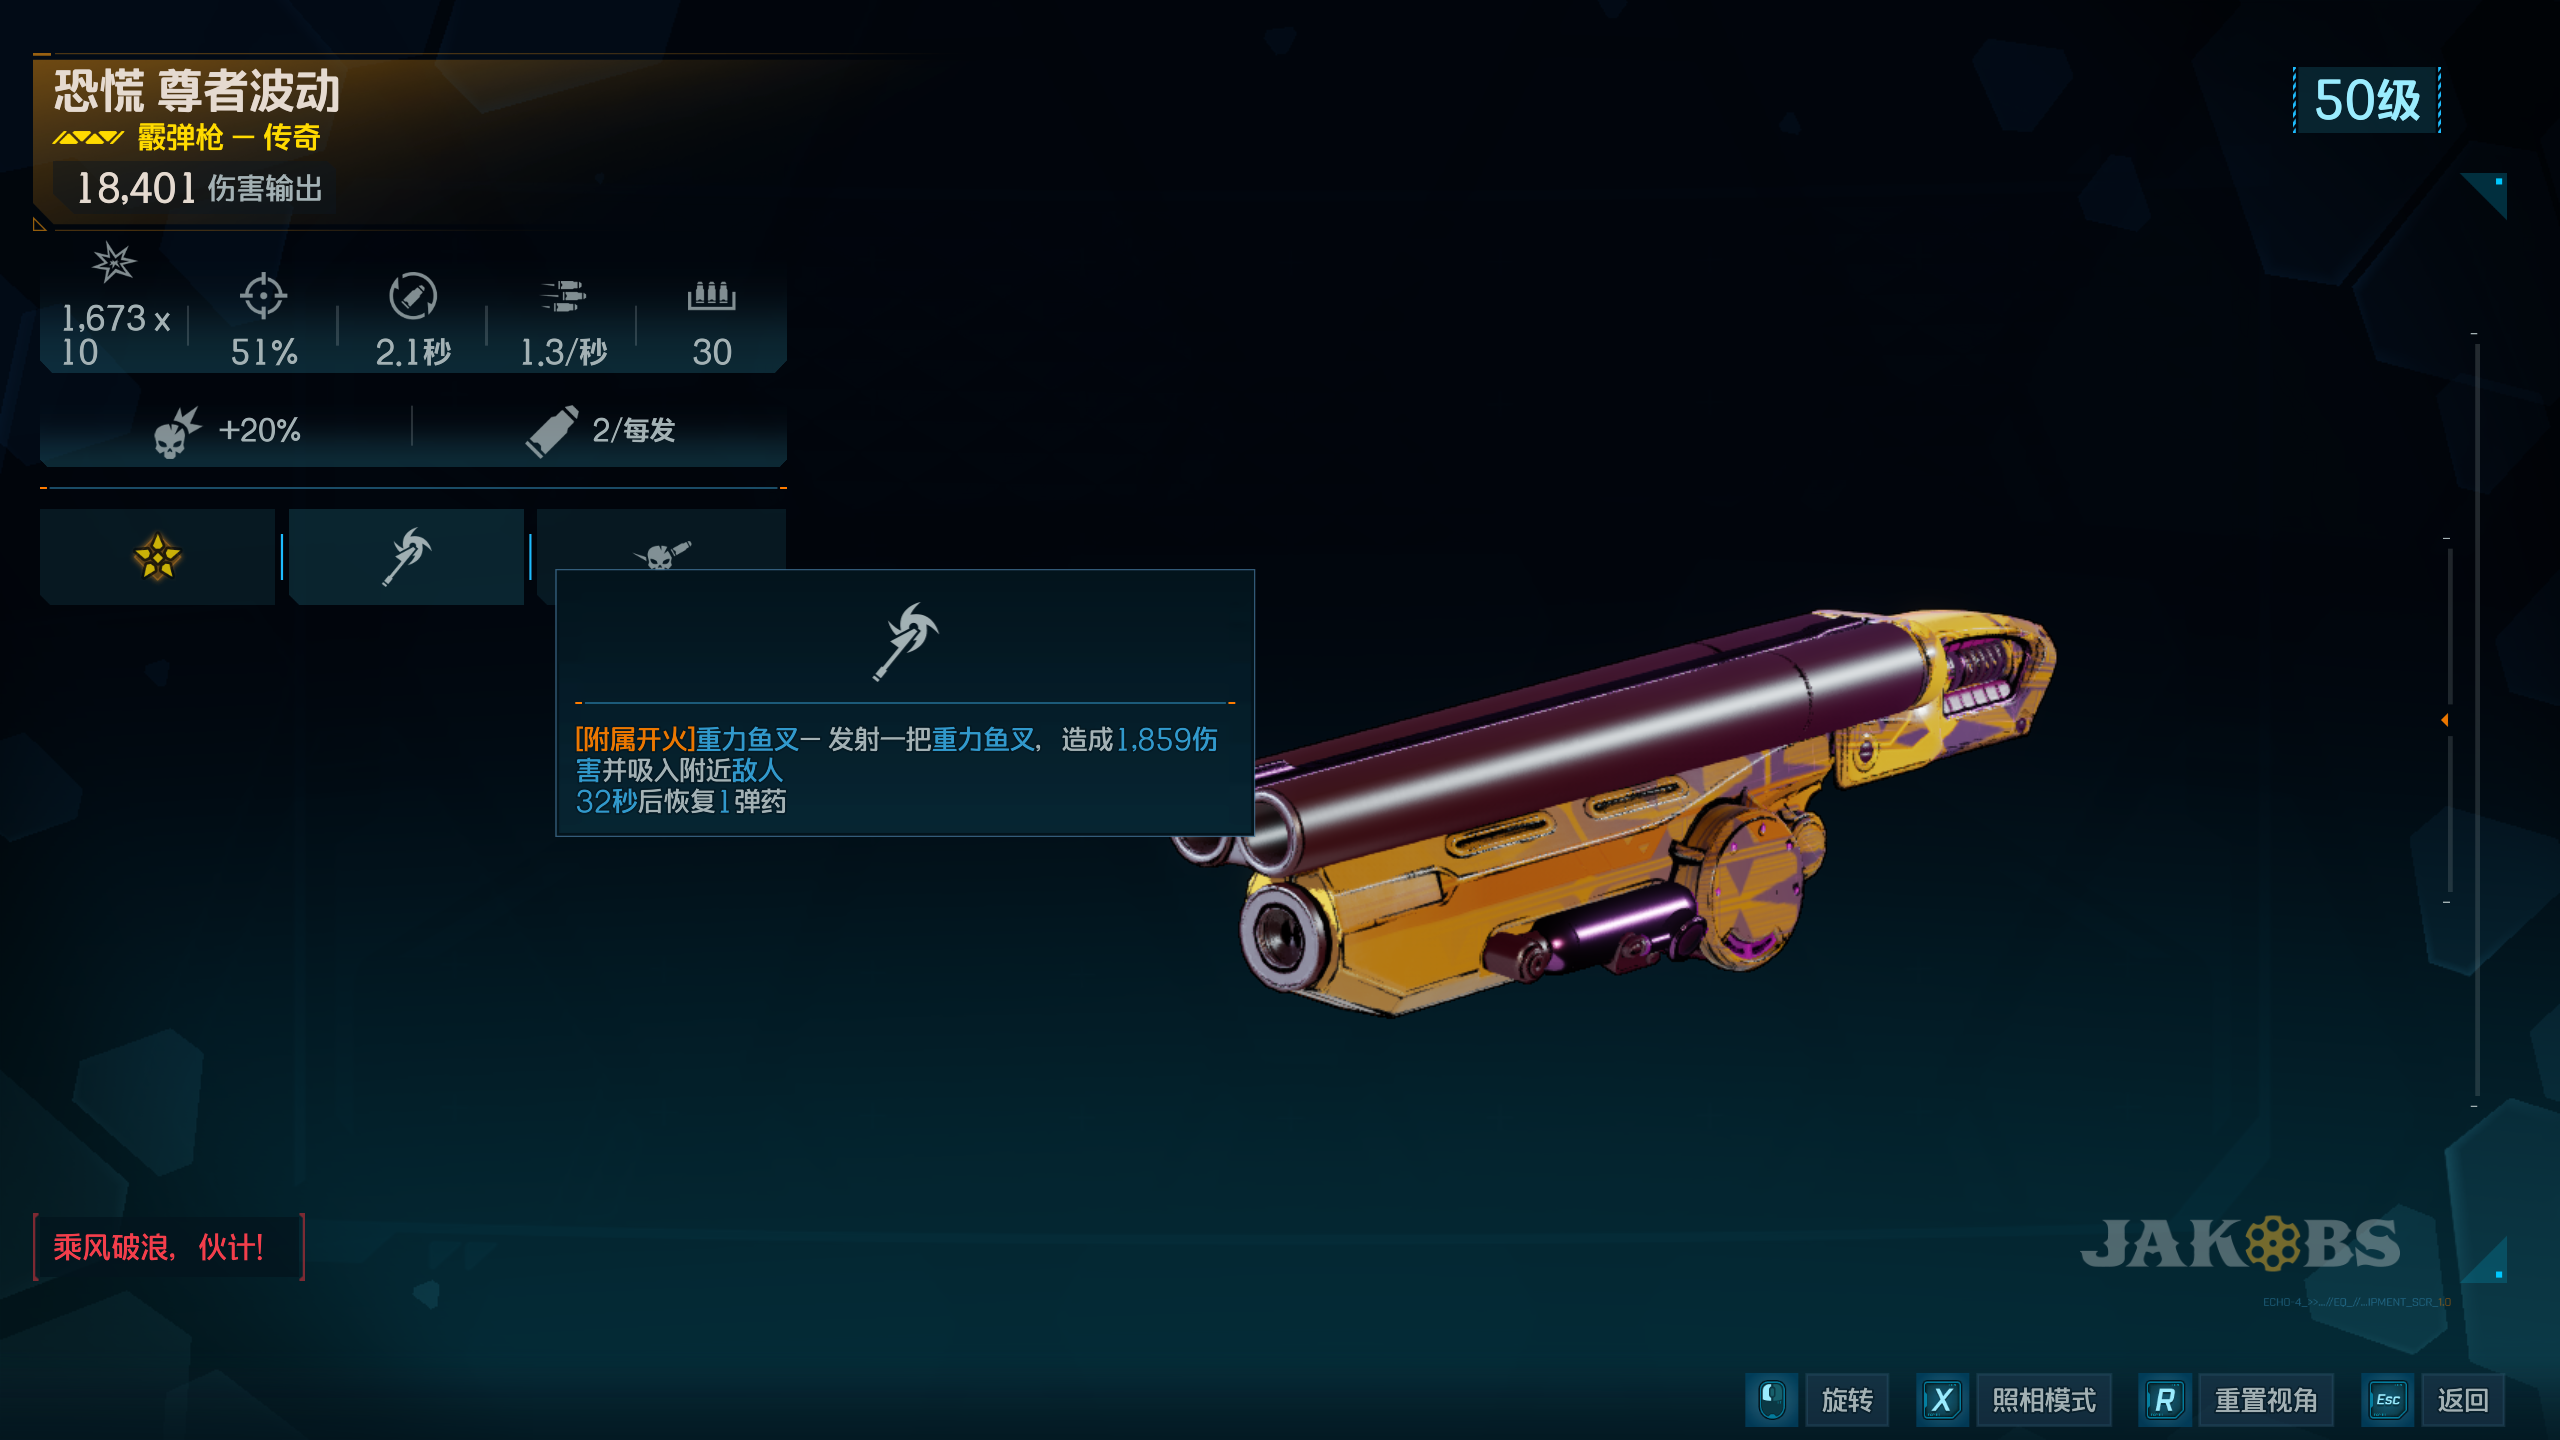 恐慌 尊者波动
霰弹枪 — 传奇
18,401 伤害输出
50级
1,673 x
10
51%
2.1秒
1.3/秒
30
+20%
2/每发
[附属开火]重力鱼叉— 发射一把重力鱼叉，造成1,859伤
害并吸入附近敌人
32秒后恢复1弹药
乘风破浪，伙计！
JAKOBS
ECHO-4_>>...//EQ_//...IPMENT_SCR_1.0
旋转
X 照相模式
R 重置视角
Esc 返回